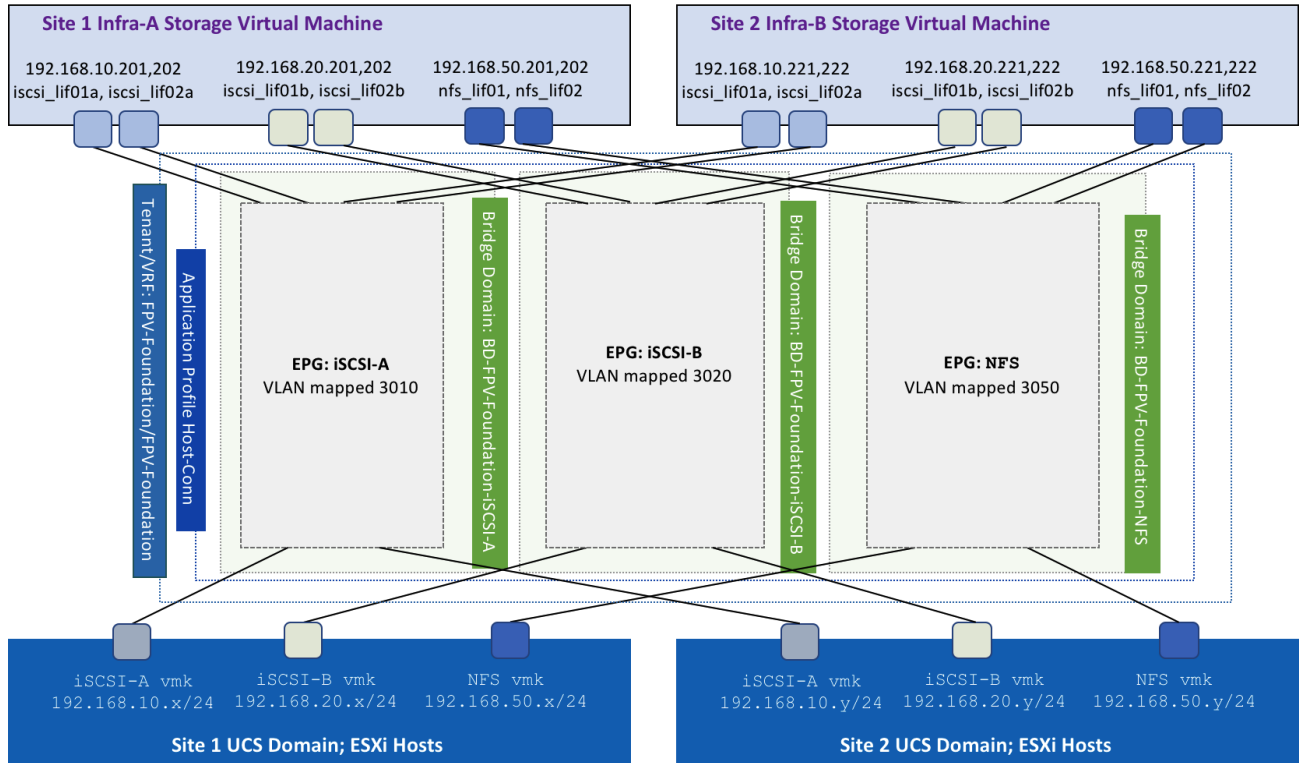 Site 1 Infra-A Storage Virtual Machine
192.168.10.201,202
iscsi_lif01a, iscsi_lif02a
192.168.20.201,202
iscsi_lif01b, iscsi_lif02b
192.168.50.201,202
nfs_lif01, nfs_lif02
Site 2 Infra-B Storage Virtual Machine
192.168.10.221,222
iscsi_lif01a, iscsi_lif02a
192.168.20.221,222
iscsi_lif01b, iscsi_lif02b
192.168.50.221,222
nfs_lif01, nfs_lif02
Tenant/VRF: FPV-Foundation/FPV-Foundation
Application Profile Host-Conn
EPG: iSCSI-A
VLAN mapped 3010
Bridge Domain: BD-FPV-Foundation-iSCSI-A
EPG: iSCSI-B
VLAN mapped 3020
Bridge Domain: BD-FPV-Foundation-iSCSI-B
EPG: NFS
VLAN mapped 3050
Bridge Domain: BD-FPV-Foundation-NFS
iSCSI-A vmk
192.168.10.x/24
iSCSI-B vmk
192.168.20.x/24
NFS vmk
192.168.50.x/24
Site 1 UCS Domain; ESXi Hosts
iSCSI-A vmk
192.168.10.y/24
iSCSI-B vmk
192.168.20.y/24
NFS vmk
192.168.50.y/24
Site 2 UCS Domain; ESXi Hosts